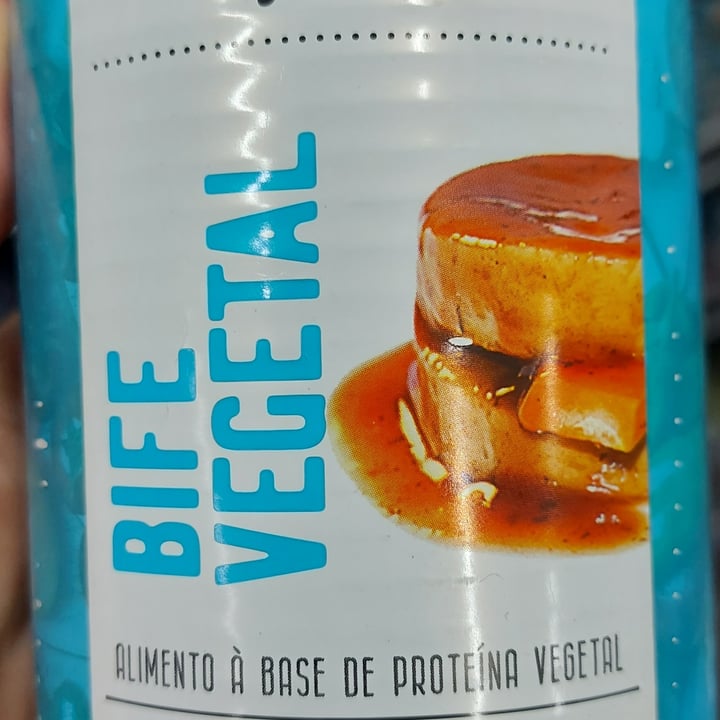 BIFE
VEGETAL
ALIMENTO À BASE DE PROTEÍNA VEGETAL